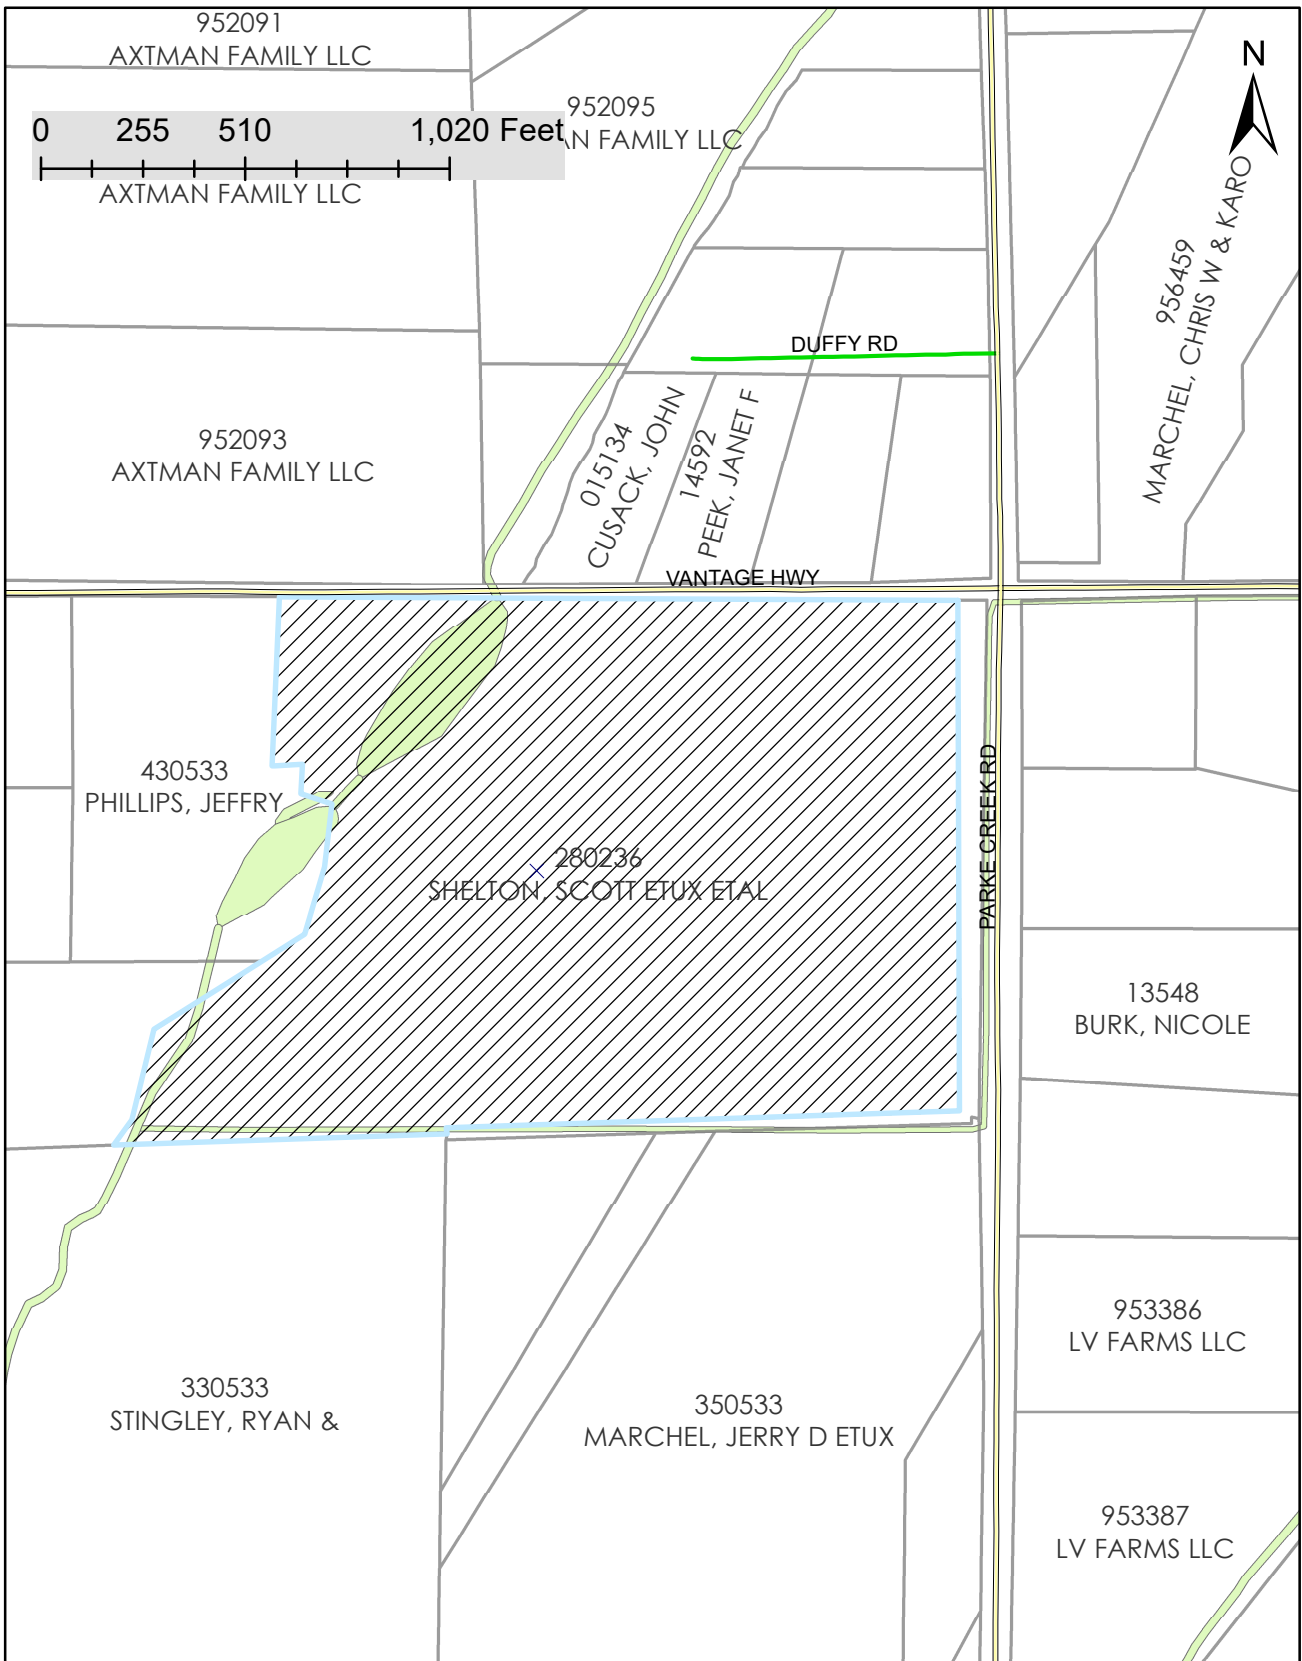 952091
AXTMAN FAMILY LLC
N
0 255 510 1,020 Feet
952095
N FAMILY LLC
AXTMAN FAMILY LLC
956459
MARCHEL, CHRIS W & KARO
DUFFY RD
952093
AXTMAN FAMILY LLC
015134
CUSACK, JOHN
14592
PEEK, JANET F
VANTAGE HWY
430533
PHILLIPS, JEFFRY
280236
SHELTON, SCOTT ETUX ETAL
PARKE CREEK RD
13548
BURK, NICOLE
953386
LV FARMS LLC
330533
STINGLEY, RYAN &
350533
MARCHEL, JERRY D ETUX
953387
LV FARMS LLC